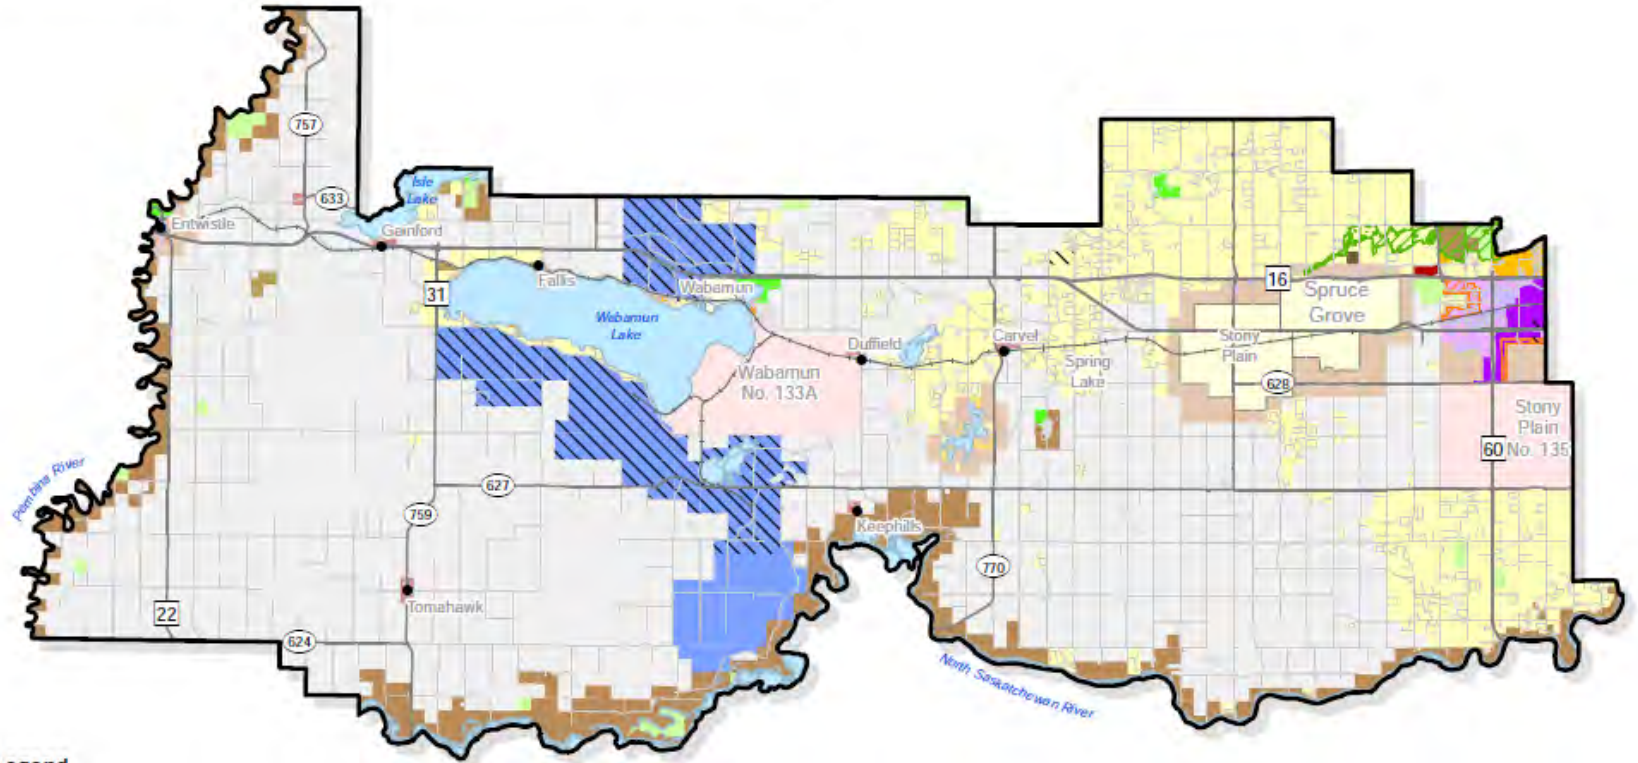 757
Isle
Lake
633
Entwistle
Gainford
Fallis
31
Wabamun
Wabamun
Lake
16
Spruce
Grove
Duffield
Carvel
Stony
Plain
Spring
Lake
Wabamun
No. 133A
628
Stony
Plain
No. 135
60
Pembina River
627
759
Keephills
770
22
Tomahawk
624
North Saskatchewan River